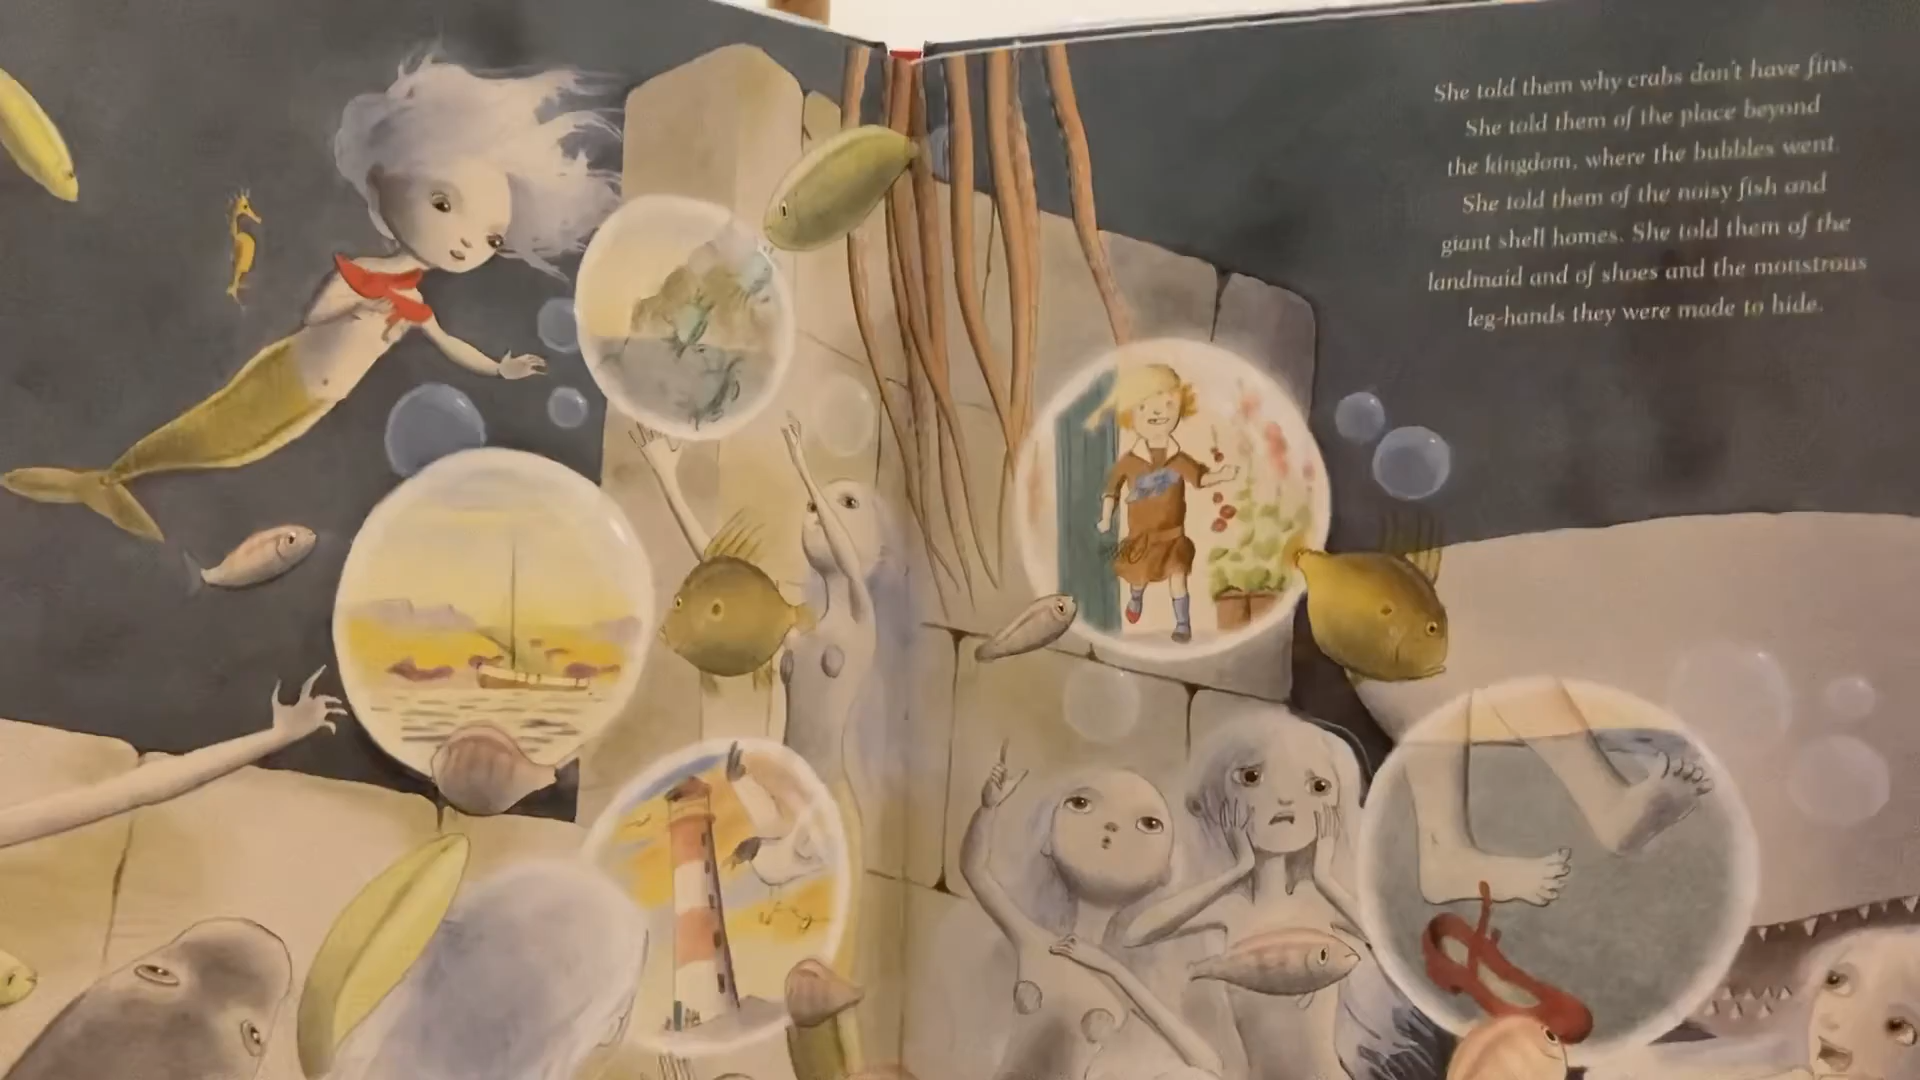 She told them why crabs don't have fins.
She told them of the place beyond
the kingdom, where the bubbles went.
She told them of the noisy fish and
giant shell homes. She told them of the
landmaid and of shoes and the monstrous
leg-hands they were made to hide.